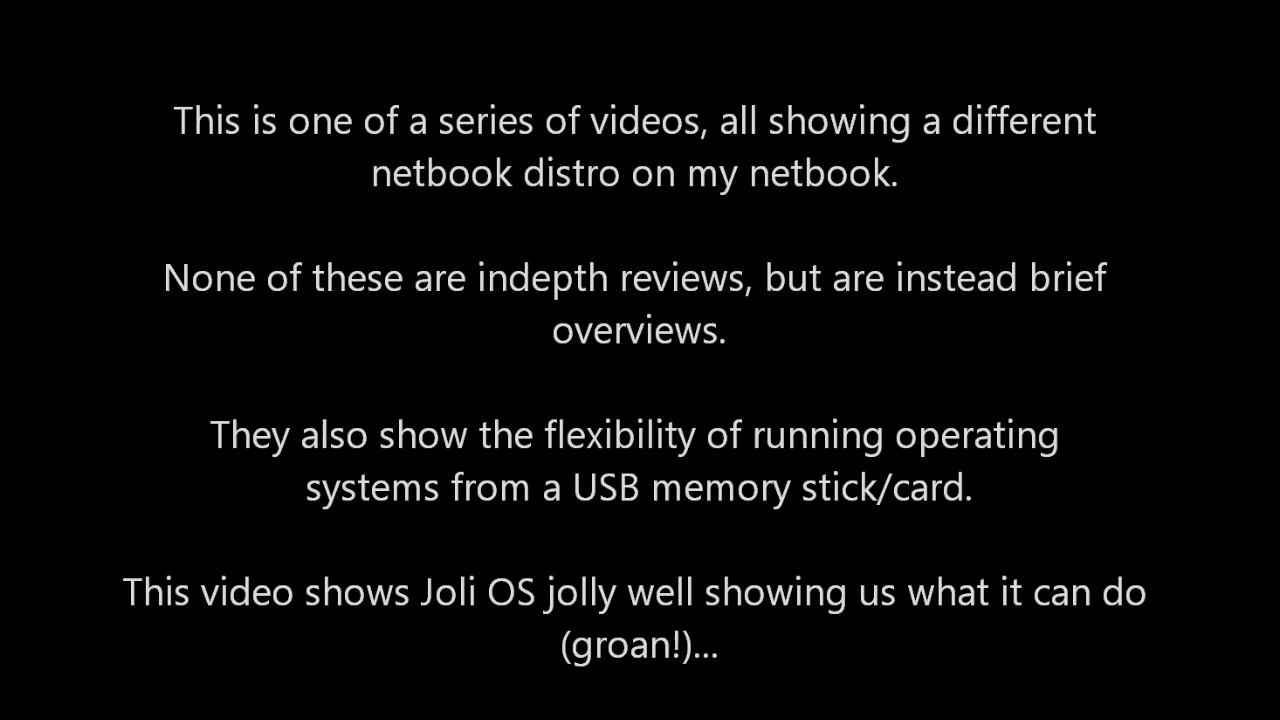 This is one of a series of videos, all showing a different
netbook distro on my netbook.
None of these are indepth reviews, but are instead brief
overviews.
They also show the flexibility of running operating
systems from a USB memory stick/card.
This video shows Joli OS jolly well showing us what it can do
(groan!)...